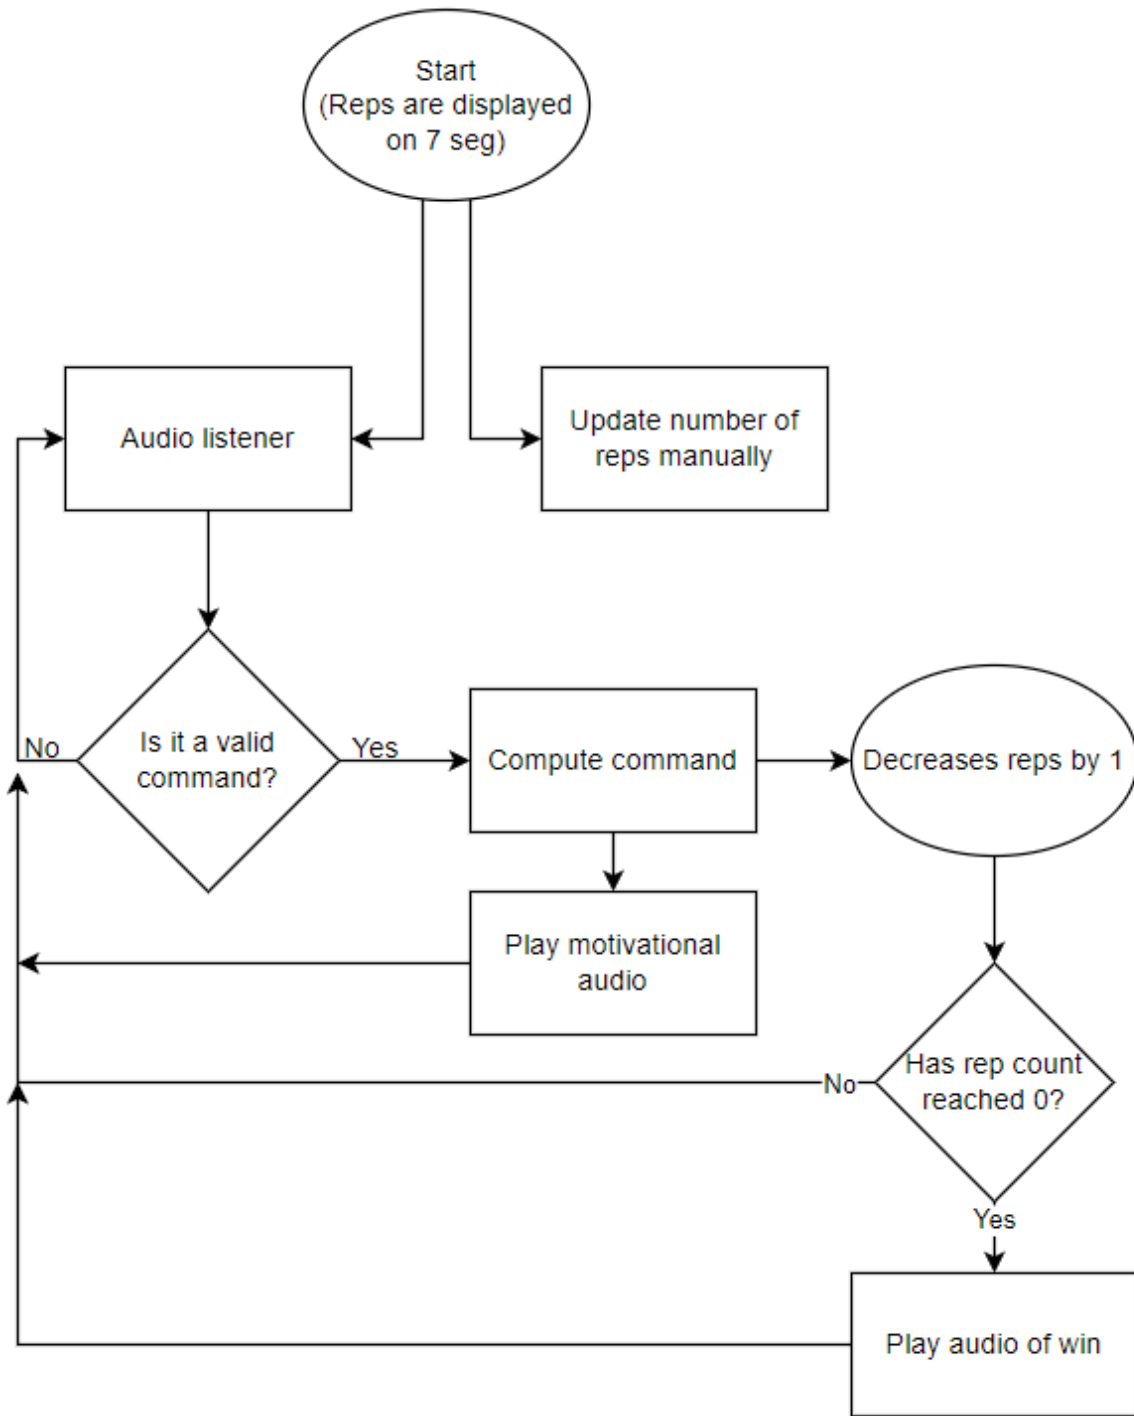 Start
(Reps are displayed
on 7 seg)
Audio listener
Update number of
reps manually
Is it a valid
command?
No
Yes
Compute command
Decreases reps by 1
Play motivational
audio
Has rep count
reached 0?
No
Yes
Play audio of win